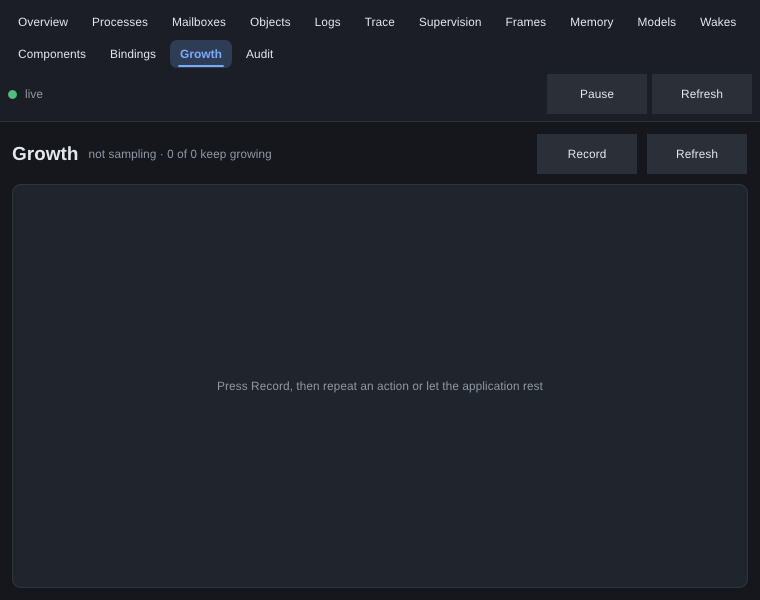 Overview Processes Mailboxes Objects Logs Trace Supervision Frames Memory Models Wakes
Components Bindings Growth Audit
live Pause Refresh
Growth not sampling · 0 of 0 keep growing Record Refresh
Press Record, then repeat an action or let the application rest